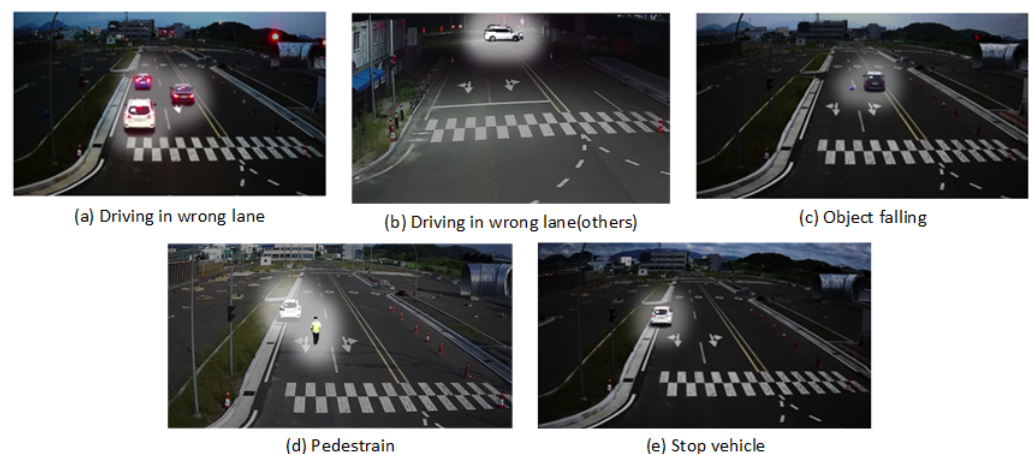 (a) Driving in wrong lane
(b) Driving in wrong lane(others)
(c) Object falling
(d) Pedestrain
(e) Stop vehicle